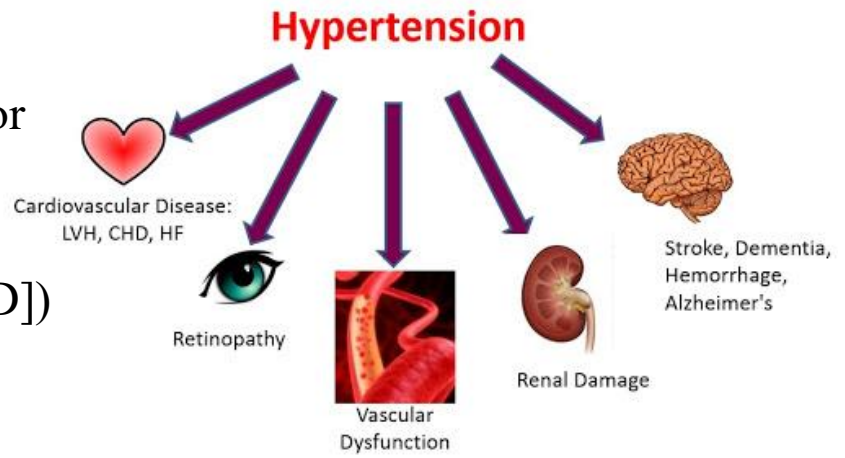 Hypertension
or
D])
Cardiovascular Disease:
LVH, CHD, HF
Retinopathy
Vascular
Dysfunction
Renal Damage
Stroke, Dementia,
Hemorrhage,
Alzheimer's